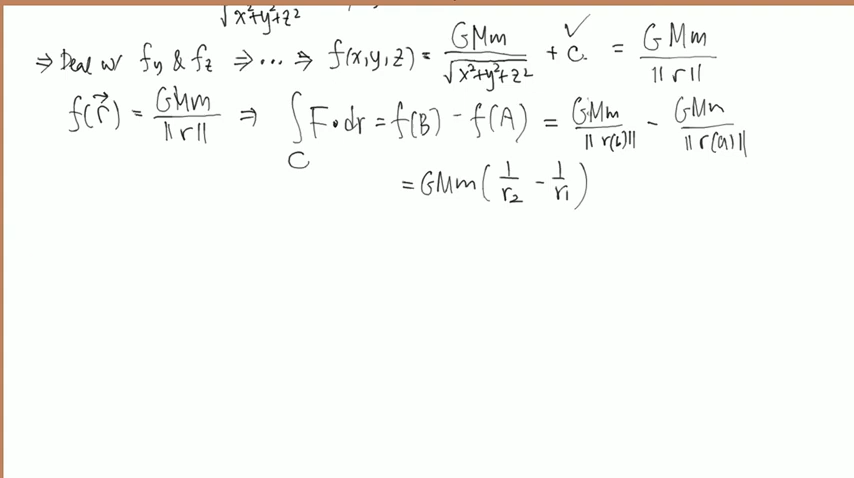 √x²+y²+z²
⇒ Deal w/ fy & fz ⇒ ... ⇒ f(x,y,z) = GMm / √x²+y²+z² + c. ✓ = GMm / ||r||
f(r⃗) = GMm / ||r|| ⇒ ∫C F • dr = f(B) - f(A) = GMm / ||r(b)|| - GMm / ||r(a)||
= GMm ( 1/r₂ - 1/r₁ )